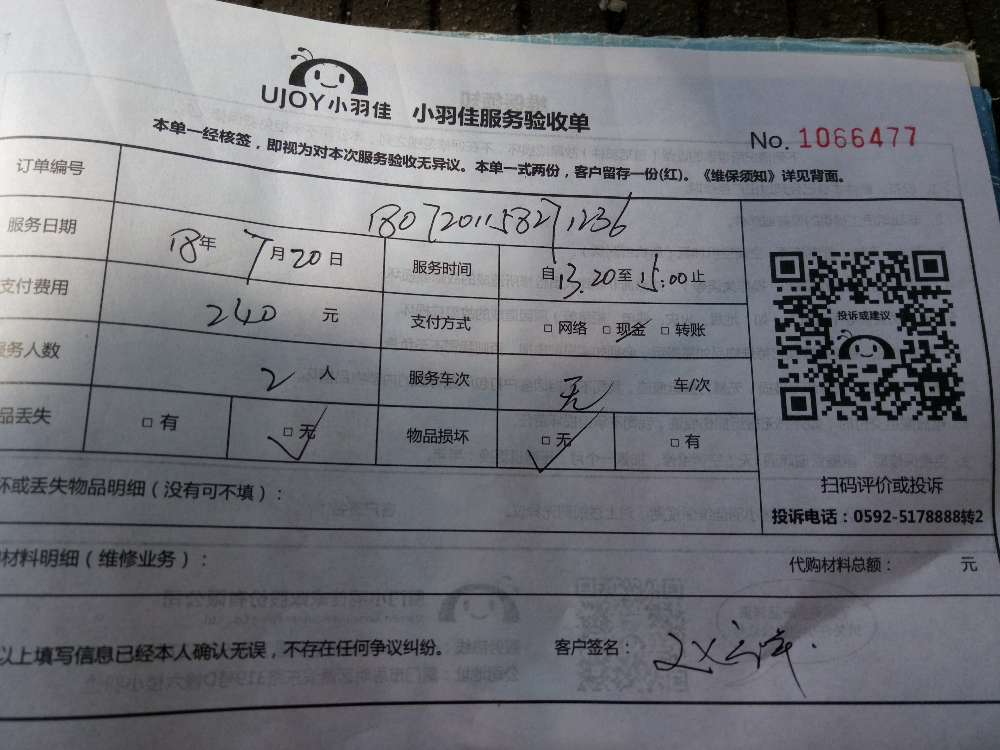 UJOY小羽佳 小羽佳服务验收单
No. 1066477
本单一经核签，即视为对本次服务验收无异议。本单一式两份，客户留存一份(红)。《维保须知》详见背面。
订单编号 1807201158271236
服务日期 18年7月20日 服务时间 自13.20至15:00止
支付费用 240 元 支付方式 □网络 □现金 □转账
服务人数 2 人 服务车次 无 车/次
品丢失 □有 □无 物品损坏 □无 □有
投诉或建议
扫码评价或投诉
投诉电话：0592-5178888转2
坏或丢失物品明细（没有可不填）：
材料明细（维修业务）： 代购材料总额： 元
以上填写信息已经本人确认无误，不存在任何争议纠纷。 客户签名：